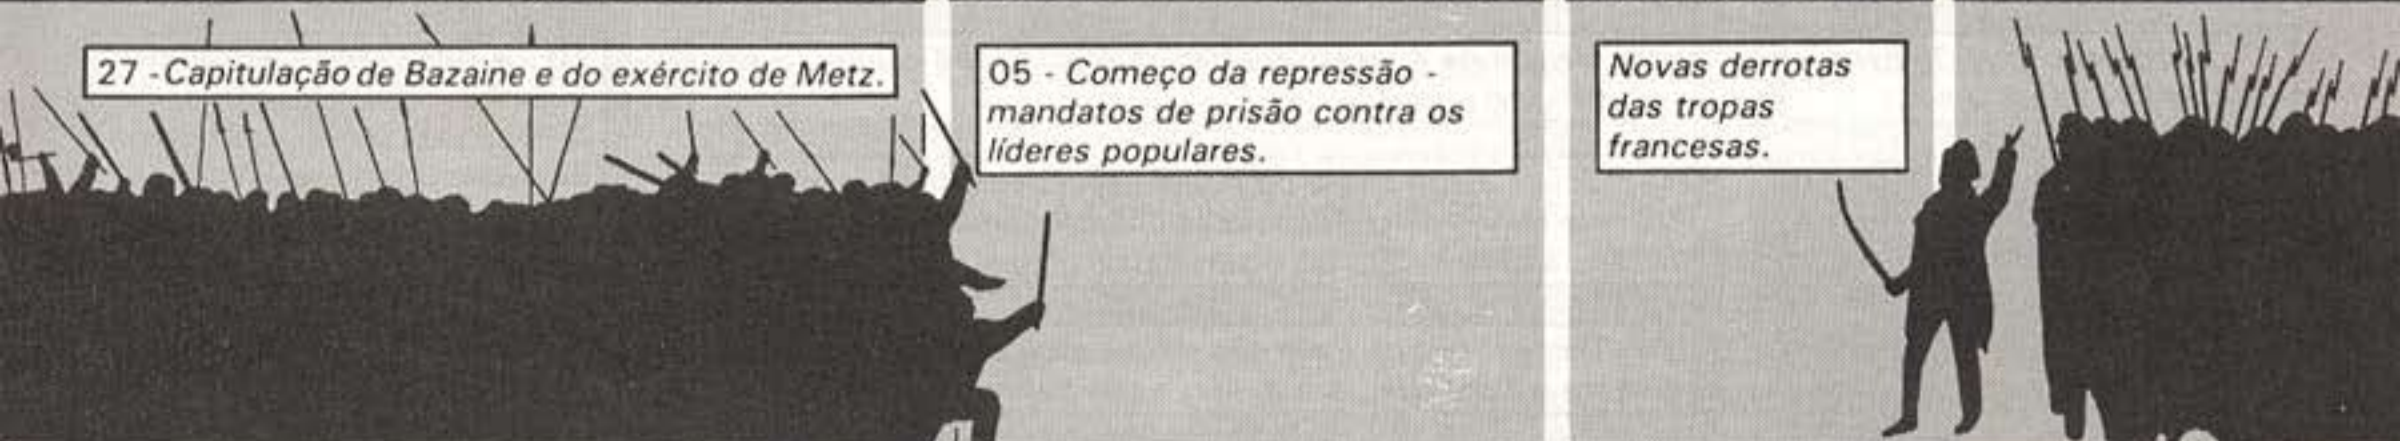 27 - Capitulação de Bazaine e do exército de Metz.
05 - Começo da repressão -
mandatos de prisão contra os
líderes populares.
Novas derrotas
das tropas
francesas.